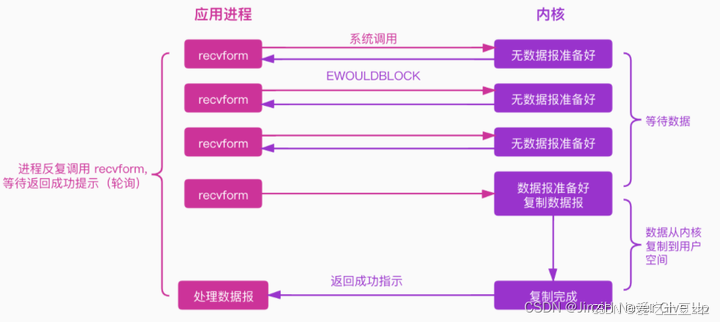 应用进程
内核
系统调用
recvform
无数据报准备好
EWOULDBLOCK
recvform
无数据报准备好
等待数据
recvform
无数据报准备好
进程反复调用 recvform,
等待返回成功提示（轮询）
recvform
数据报准备好
复制数据报
数据从内核
复制到用户
空间
返回成功指示
处理数据报
复制完成
CSDN